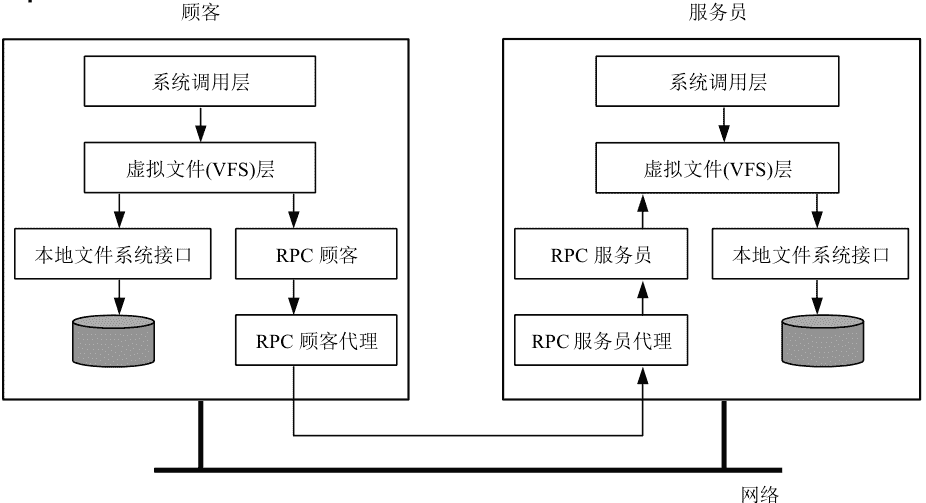 顾客
系统调用层
虚拟文件(VFS)层
本地文件系统接口
RPC 顾客
RPC 顾客代理
服务员
系统调用层
虚拟文件(VFS)层
RPC 服务员
本地文件系统接口
RPC 服务员代理
网络